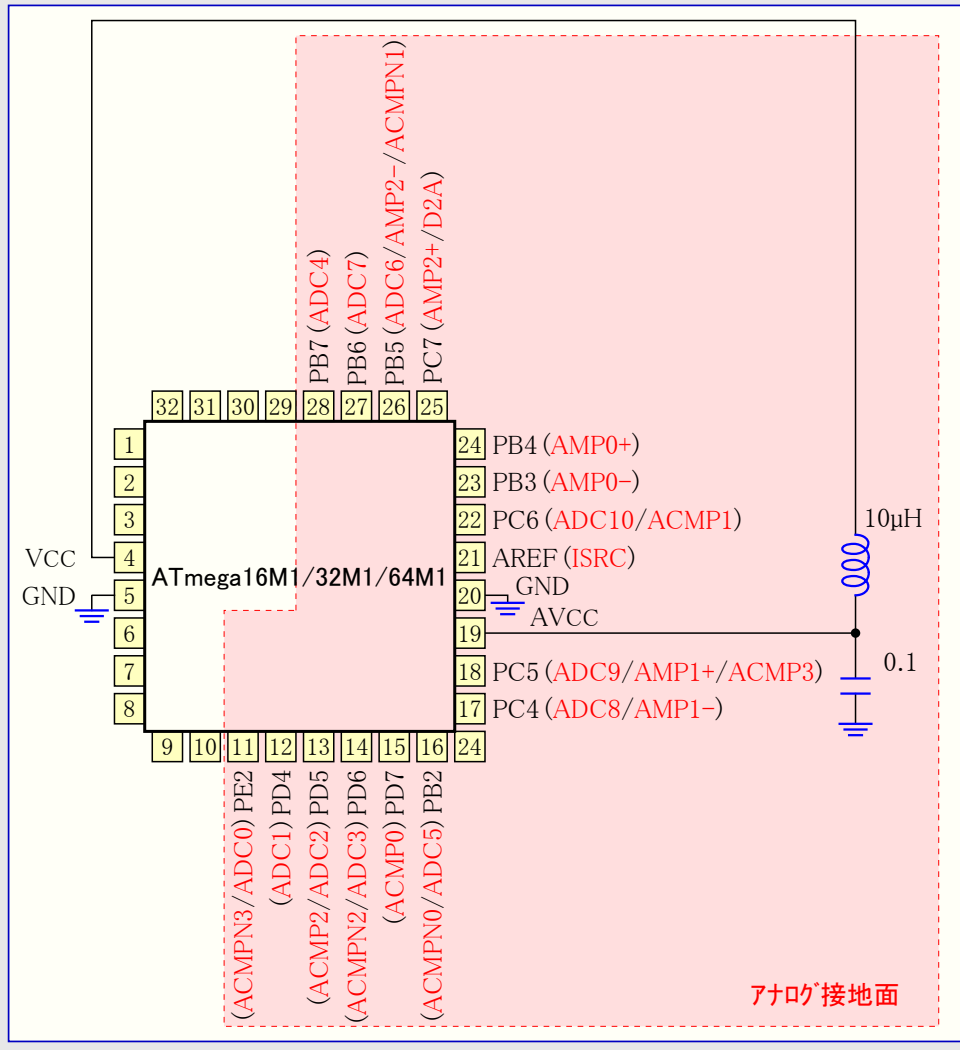 PB7(ADC4)
PB6(ADC7)
PB5(ADC6/AMP2-/ACMPN1)
PC7(AMP2+/D2A)
32 31 30 29 28 27 26 25
1
2
3
VCC 4
GND 5
6
7
8
ATmega16M1/32M1/64M1
24 PB4(AMP0+)
23 PB3(AMP0-)
22 PC6(ADC10/ACMP1)
21 AREF(ISRC)
20 GND
19 AVCC
18 PC5(ADC9/AMP1+/ACMP3)
17 PC4(ADC8/AMP1-)
10µH
0.1
9 10 11 12 13 14 15 16 24
(ACMPN3/ADC0)PE2
(ADC1)PD4
(ACMP2/ADC2)PD5
(ACMPN2/ADC3)PD6
(ACMP0)PD7
(ACMPN0/ADC5)PB2
アナログ接地面